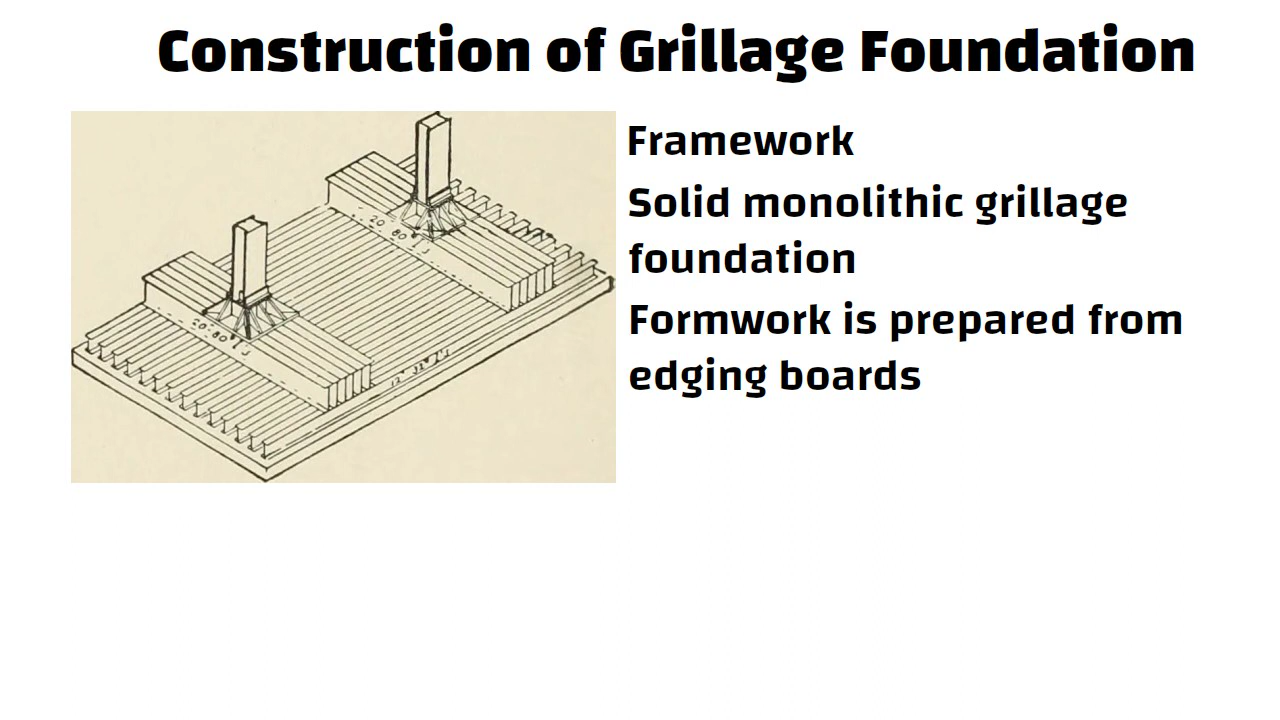 Construction of Grillage Foundation
Framework
Solid monolithic grillage
foundation
Formwork is prepared from
edging boards